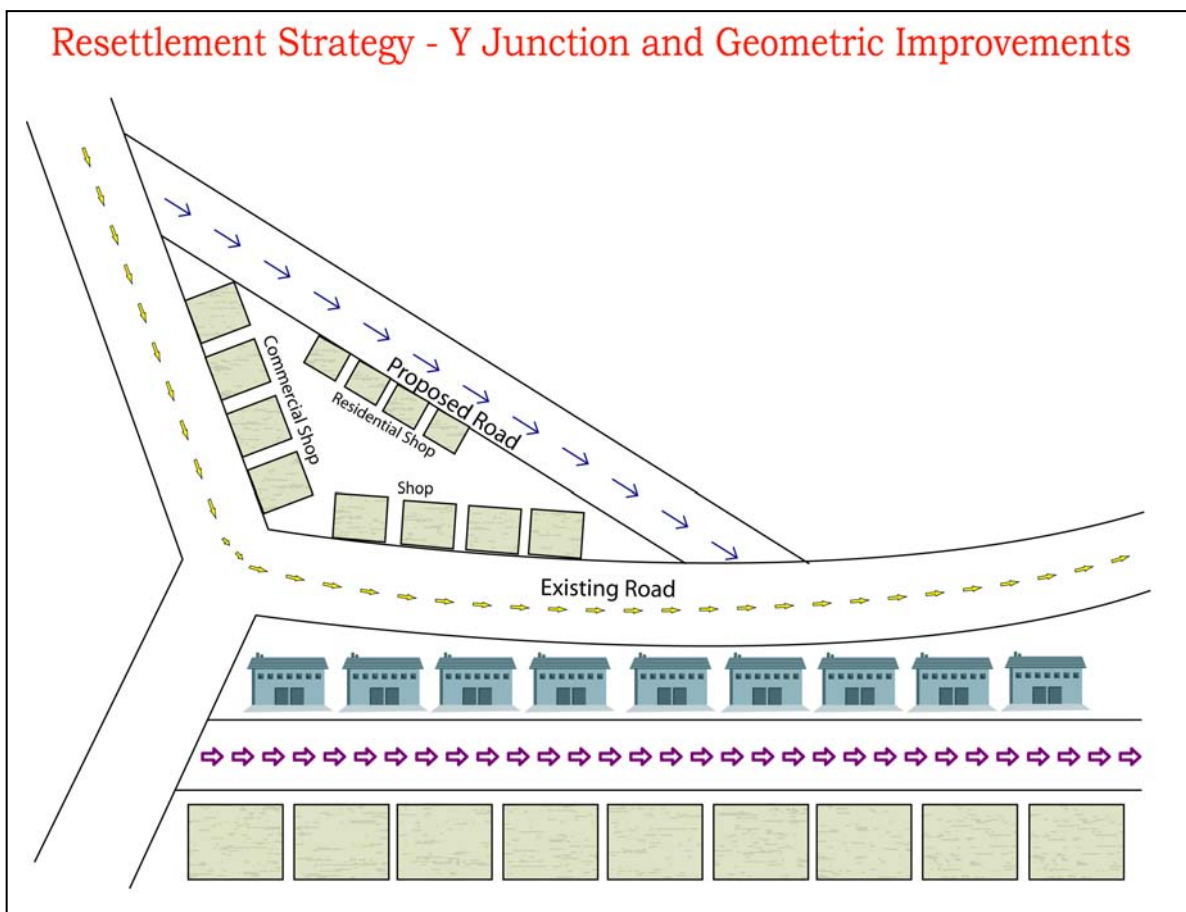 Resettlement Strategy - Y Junction and Geometric Improvements
Commercial Shop
Proposed Road
Residential Shop
Shop
Existing Road